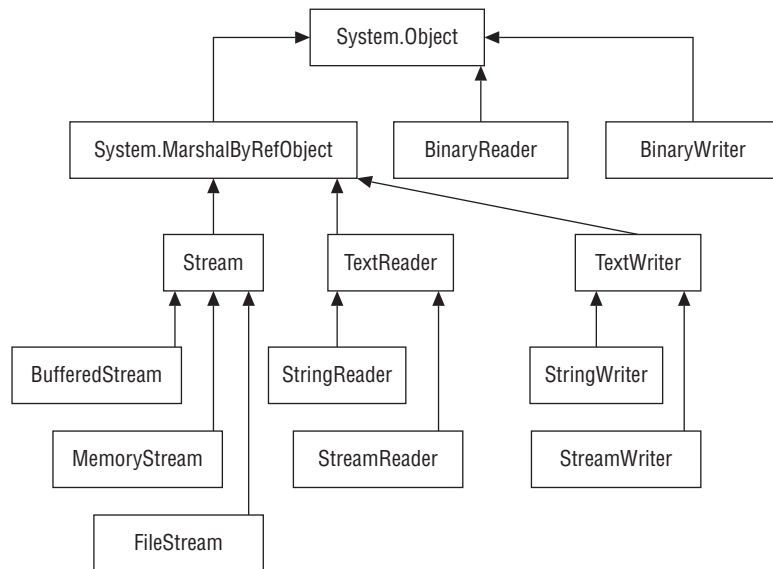 System.Object
System.MarshalByRefObject
BinaryReader
BinaryWriter
Stream
TextReader
TextWriter
BufferedStream
StringReader
StringWriter
MemoryStream
StreamReader
StreamWriter
FileStream